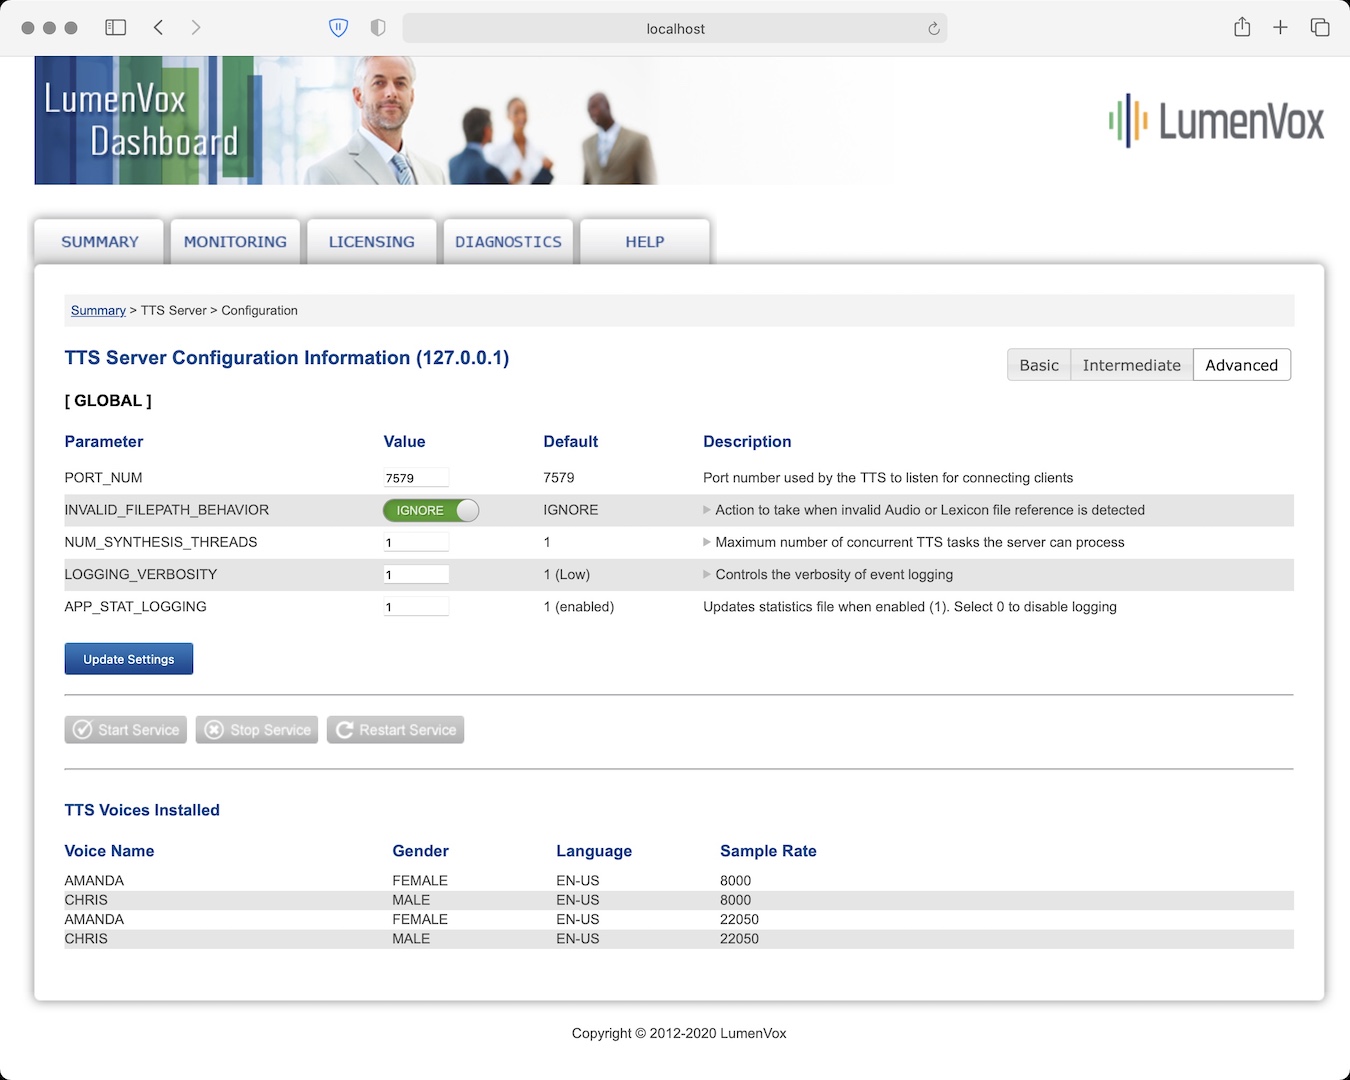 localhost
LumenVox
Dashboard
LumenVox
SUMMARY MONITORING LICENSING DIAGNOSTICS HELP
Summary > TTS Server > Configuration
TTS Server Configuration Information (127.0.0.1)
Basic Intermediate Advanced
[ GLOBAL ]
Parameter Value Default Description
PORT_NUM 7579 7579 Port number used by the TTS to listen for connecting clients
INVALID_FILEPATH_BEHAVIOR IGNORE IGNORE Action to take when invalid Audio or Lexicon file reference is detected
NUM_SYNTHESIS_THREADS 1 1 Maximum number of concurrent TTS tasks the server can process
LOGGING_VERBOSITY 1 1 (Low) Controls the verbosity of event logging
APP_STAT_LOGGING 1 1 (enabled) Updates statistics file when enabled (1). Select 0 to disable logging
Update Settings
Start Service Stop Service Restart Service
TTS Voices Installed
Voice Name Gender Language Sample Rate
AMANDA FEMALE EN-US 8000
CHRIS MALE EN-US 8000
AMANDA FEMALE EN-US 22050
CHRIS MALE EN-US 22050
Copyright © 2012-2020 LumenVox